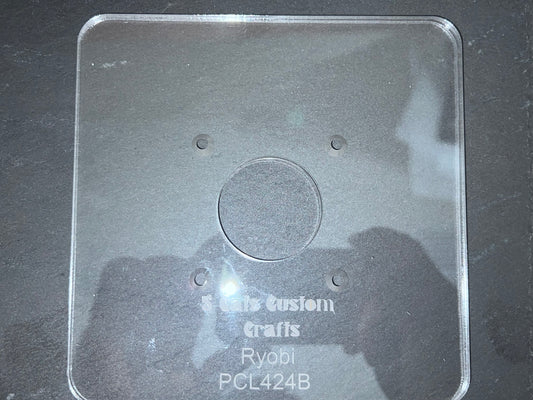 Custom
Crafts
Ryobi
PCL424B